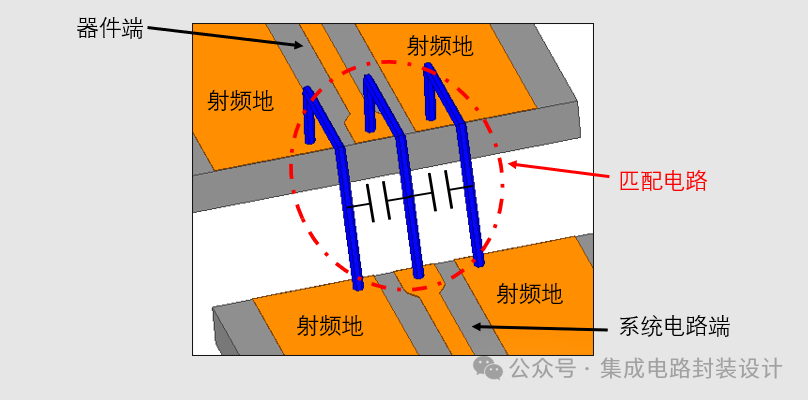 器件端
射频地
射频地
匹配电路
射频地
射频地
系统电路端
公众号 · 集成电路封装设计